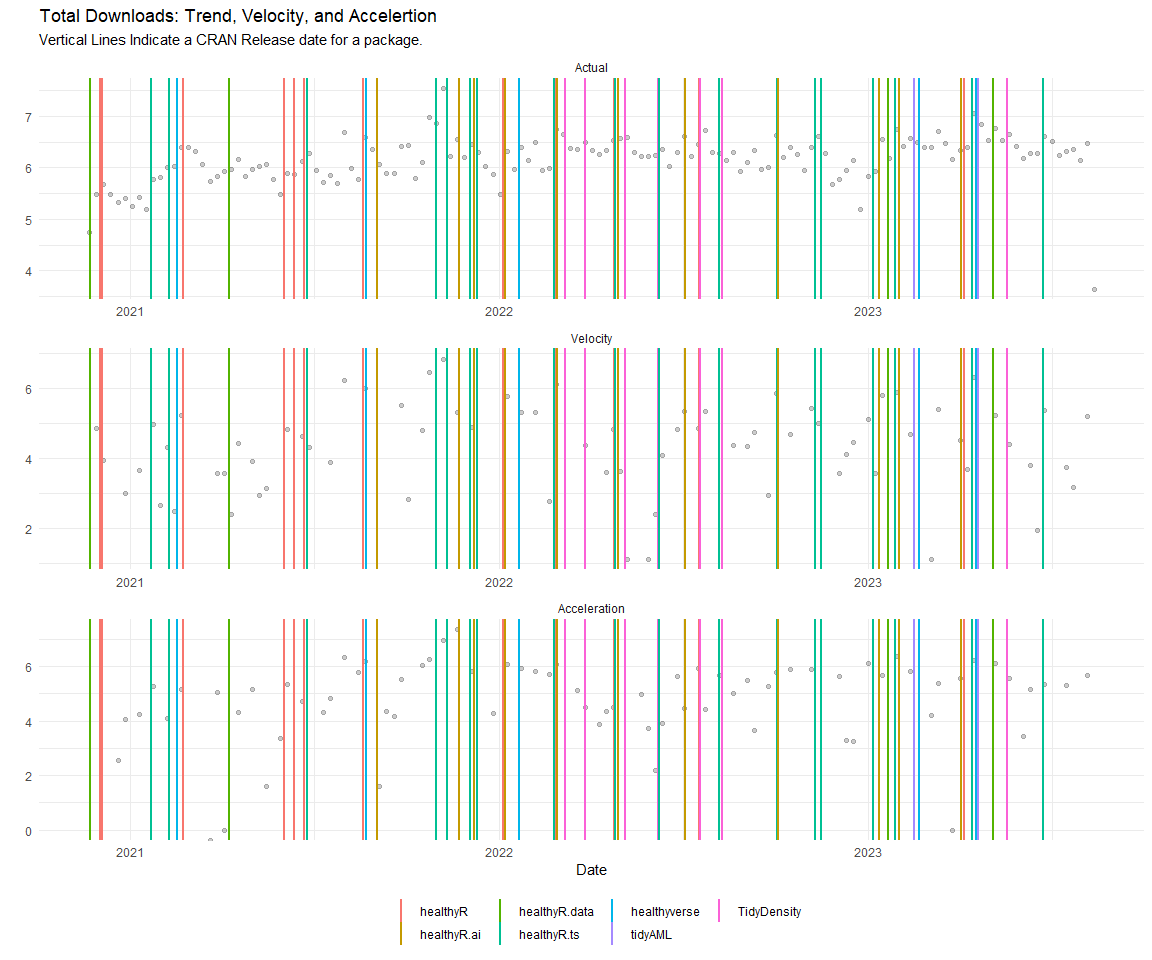 Total Downloads: Trend, Velocity, and Accelertion
Vertical Lines Indicate a CRAN Release date for a package.
Actual
7
6
5
4
2021 2022 2023
Velocity
6
4
2
2021 2022 2023
Acceleration
6
4
2
0
2021 2022 2023
Date
healthyR healthyR.data healthyverse TidyDensity
healthyR.ai healthyR.ts tidyAML